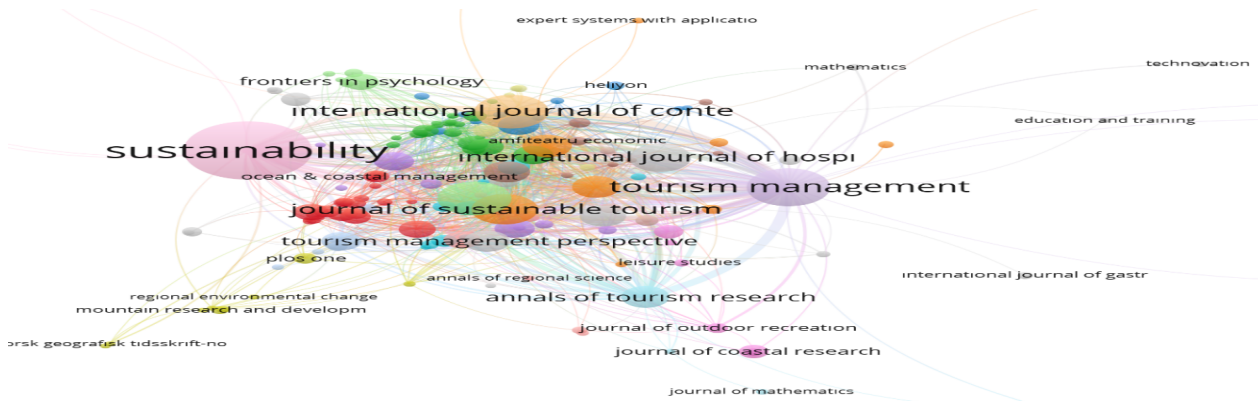 expert systems with applicatio
technovation
mathematics
frontiers in psychology
heliyon
international journal of conte
education and training
amfiteatru economic
sustainability
international journal of hospi
ocean & coastal management
tourism management
journal of sustainable tourism
tourism management perspective
plos one
leisure studies
international journal of gastr
annals of regional science
regional environmental change
annals of tourism research
mountain research and developm
journal of outdoor recreation
orsk geografisk tidsskrift-no
journal of coastal research
journal of mathematics